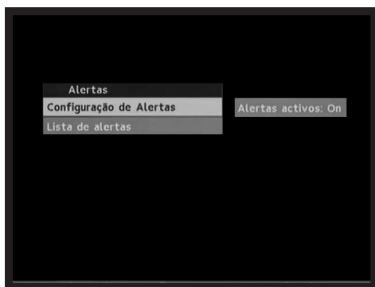 Alertas
Configuração de Alertas
Alertas activos: On
Lista de alertas